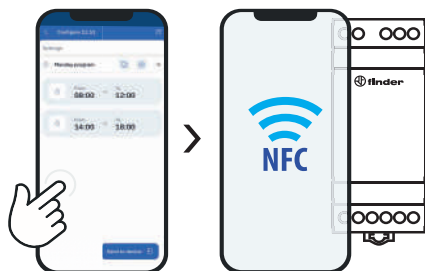 Settings
Monday program
From
To
08:00
12:00
From
To
14:00
18:00
Send to device
NFC
finder